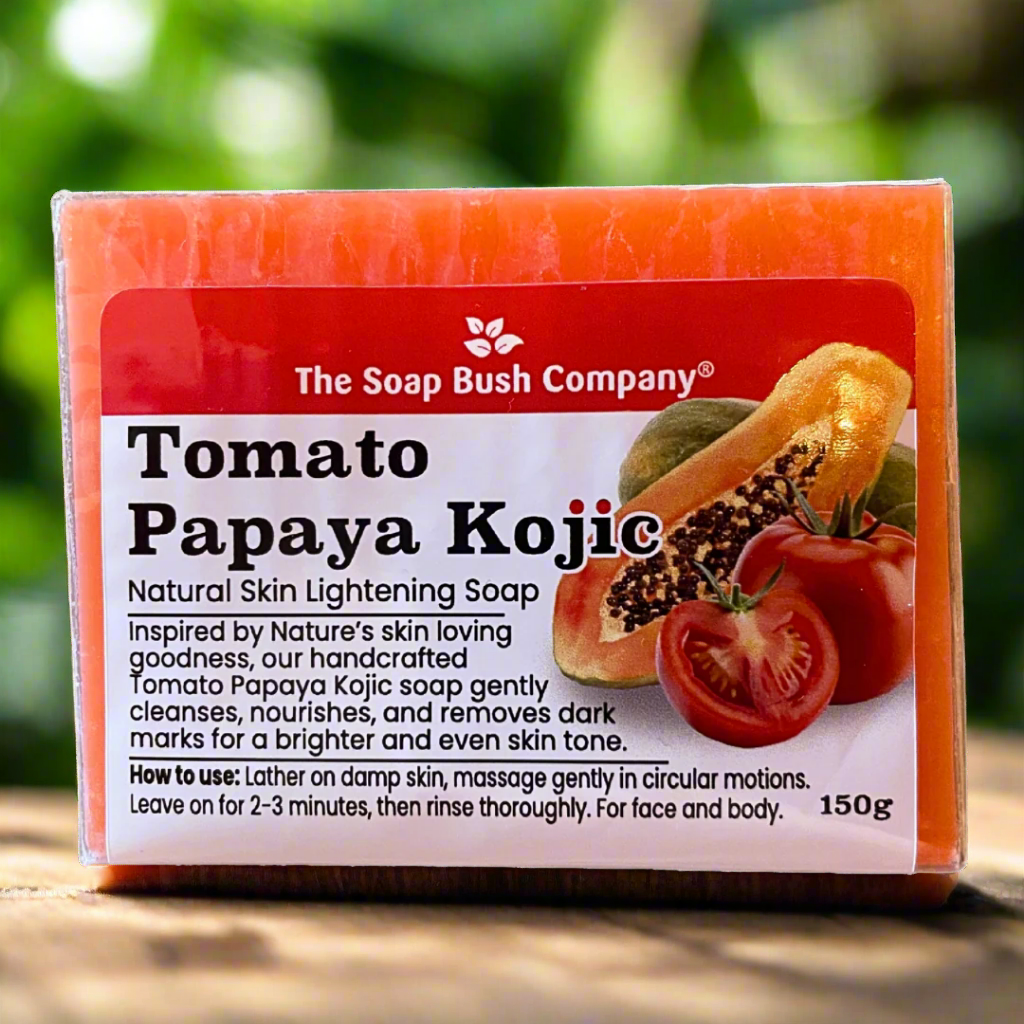 The Soap Bush Company®
Tomato
Papaya Kojic
Natural Skin Lightening Soap
Inspired by Nature's skin loving
goodness, our handcrafted
Tomato Papaya Kojic soap gently
cleanses, nourishes, and removes dark
marks for a brighter and even skin tone.
How to use: Lather on damp skin, massage gently in circular motions.
Leave on for 2-3 minutes, then rinse thoroughly. For face and body.
150g